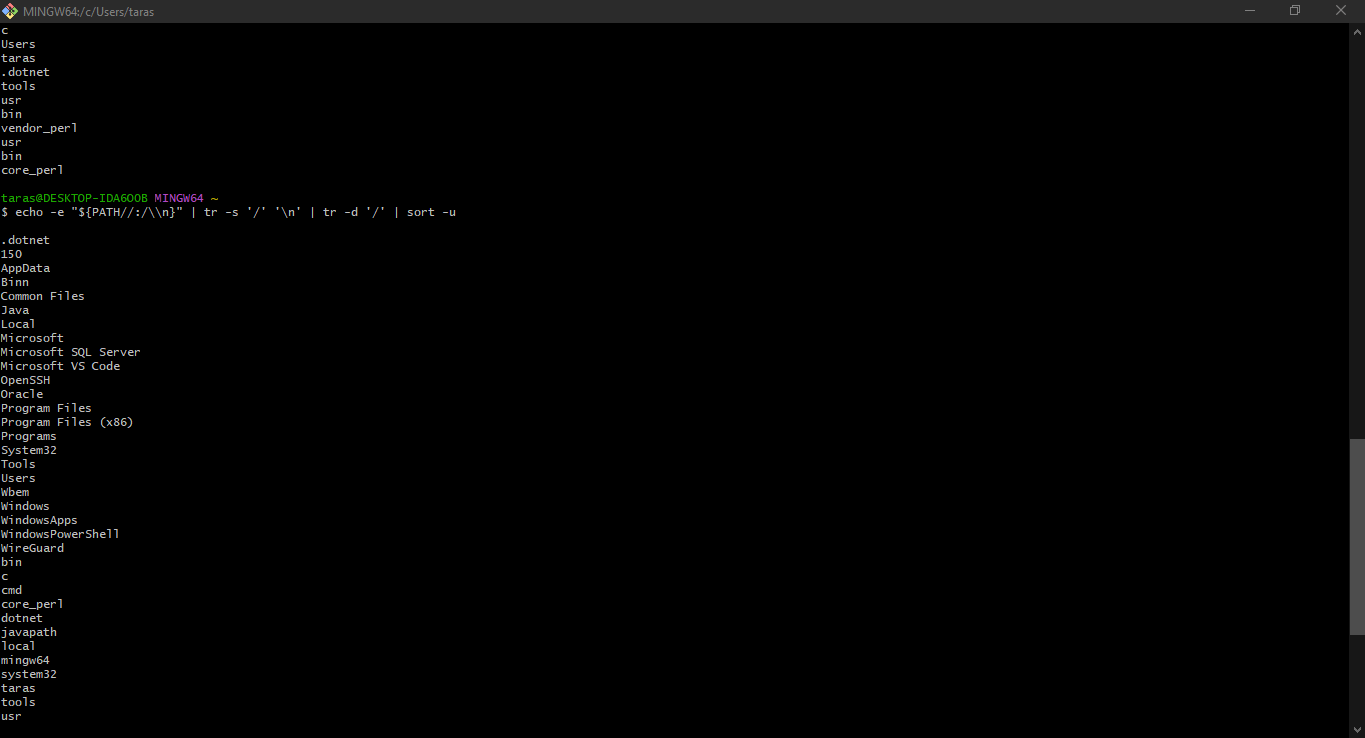 MINGW64:/c/Users/taras
c
Users
taras
.dotnet
tools
usr
bin
vendor_perl
usr
bin
core_perl
taras@DESKTOP-IDA6OOB MINGW64 ~
$ echo -e "${PATH//:/\\n}" | tr -s '/' '\n' | tr -d '/' | sort -u
.dotnet
150
AppData
Binn
Common Files
Java
Local
Microsoft
Microsoft SQL Server
Microsoft VS Code
OpenSSH
Oracle
Program Files
Program Files (x86)
Programs
System32
Tools
Users
Wbem
Windows
WindowsApps
WindowsPowerShell
WireGuard
bin
c
cmd
core_perl
dotnet
javapath
local
mingw64
system32
taras
tools
usr